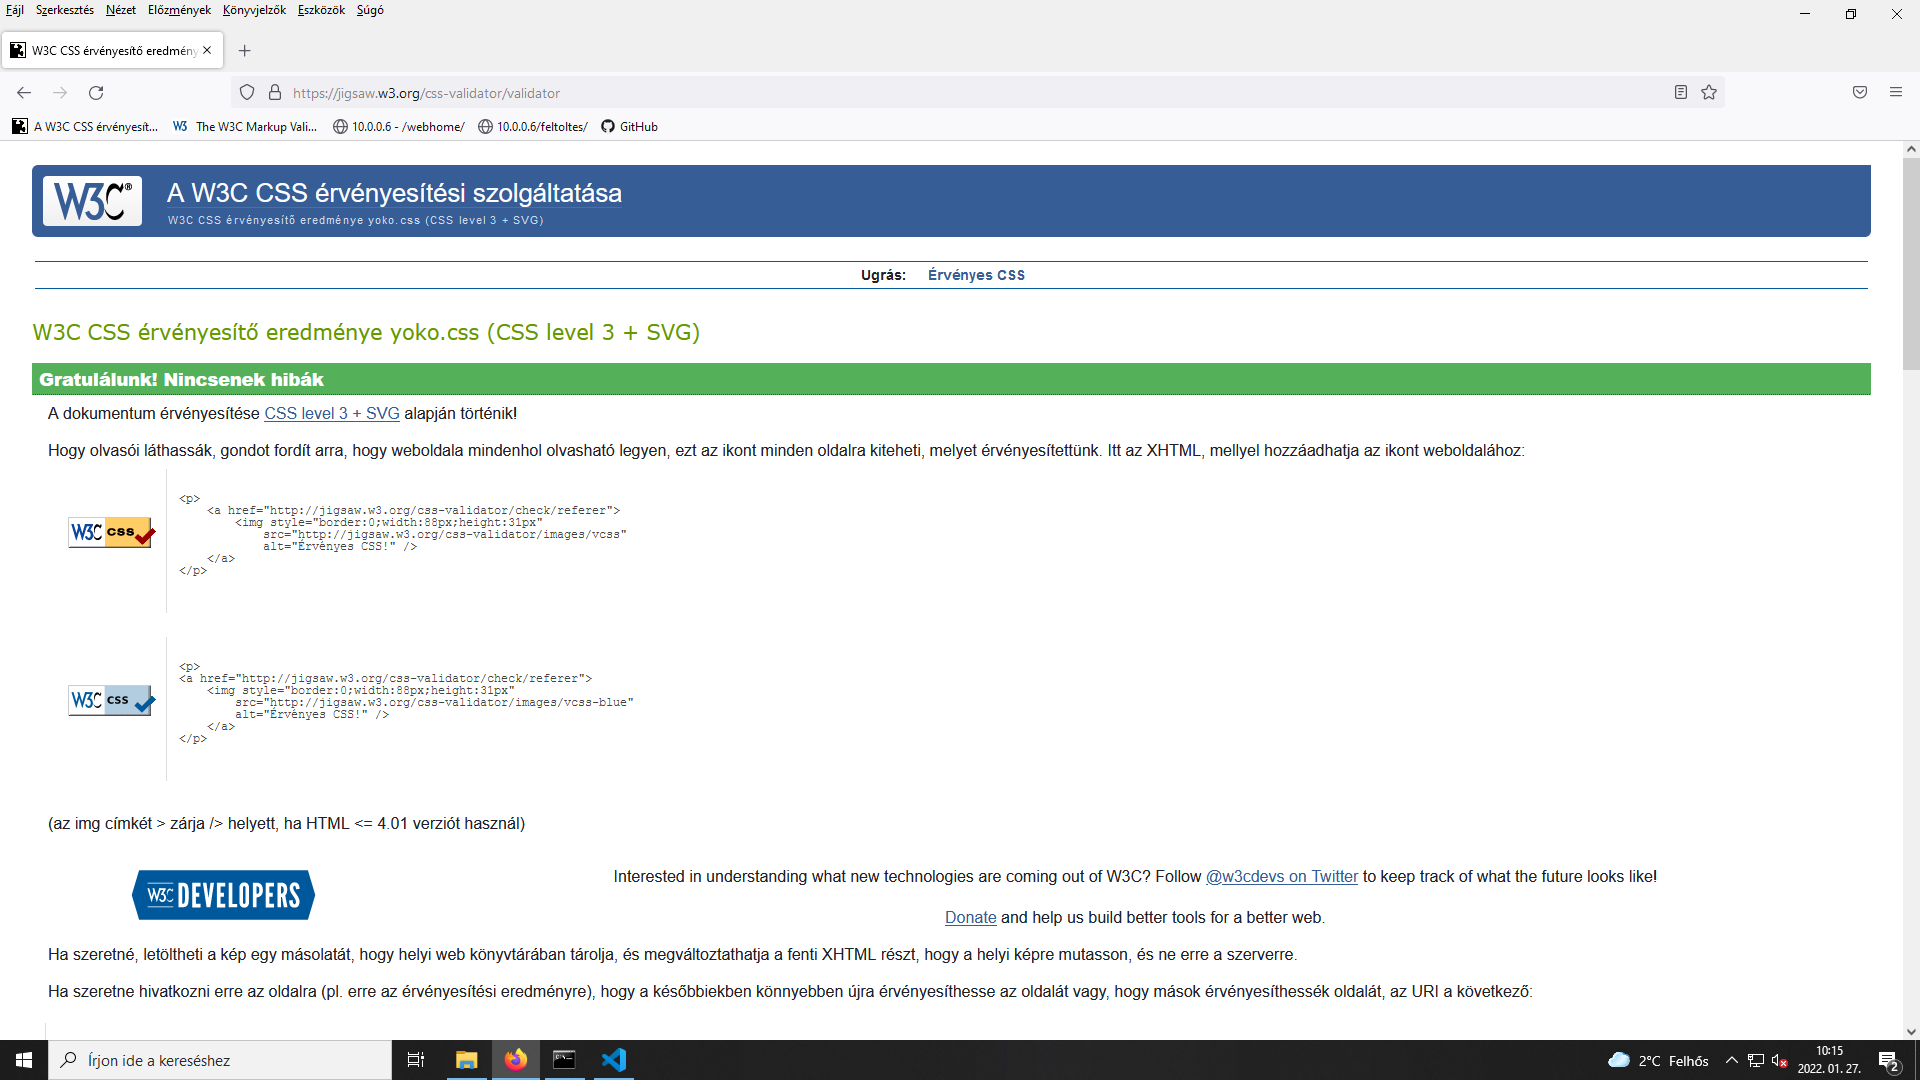 Fájl Szerkesztés Nézet Előzmények Könyvjelzők Eszközök Súgó
W3C CSS érvényesítő eredmény
https://jigsaw.w3.org/css-validator/validator
A W3C CSS érvényesít... The W3C Markup Vali... 10.0.0.6 - /webhome/ 10.0.0.6/feltoltes/ GitHub
W3C® A W3C CSS érvényesítési szolgáltatása
W3C CSS érvényesítő eredménye yoko.css (CSS level 3 + SVG)
Ugrás: Érvényes CSS
W3C CSS érvényesítő eredménye yoko.css (CSS level 3 + SVG)
Gratulálunk! Nincsenek hibák
A dokumentum érvényesítése CSS level 3 + SVG alapján történik!
Hogy olvasói láthassák, gondot fordít arra, hogy weboldala mindenhol olvasható legyen, ezt az ikont minden oldalra kiteheti, melyet érvényesítettünk. Itt az XHTML, mellyel hozzáadhatja az ikont weboldalához:
W3C css
<p>
<a href="http://jigsaw.w3.org/css-validator/check/referer">
<img style="border:0;width:88px;height:31px"
src="http://jigsaw.w3.org/css-validator/images/vcss"
alt="Érvényes CSS!" />
</a>
</p>
W3C css
<p>
<a href="http://jigsaw.w3.org/css-validator/check/referer">
<img style="border:0;width:88px;height:31px"
src="http://jigsaw.w3.org/css-validator/images/vcss-blue"
alt="Érvényes CSS!" />
</a>
</p>
(az img címkét > zárja /> helyett, ha HTML <= 4.01 verziót használ)
W3C DEVELOPERS
Interested in understanding what new technologies are coming out of W3C? Follow @w3cdevs on Twitter to keep track of what the future looks like!
Donate and help us build better tools for a better web.
Ha szeretné, letöltheti a kép egy másolatát, hogy helyi web könyvtárában tárolja, és megváltoztathatja a fenti XHTML részt, hogy a helyi képre mutasson, és ne erre a szerverre.
Ha szeretne hivatkozni erre az oldalra (pl. erre az érvényesítési eredményre), hogy a későbbiekben könnyebben újra érvényesíthesse az oldalát vagy, hogy mások érvényesíthessék oldalát, az URI a következő:
Írjon ide a kereséshez
2°C Felhős
10:15
2022. 01. 27.
2